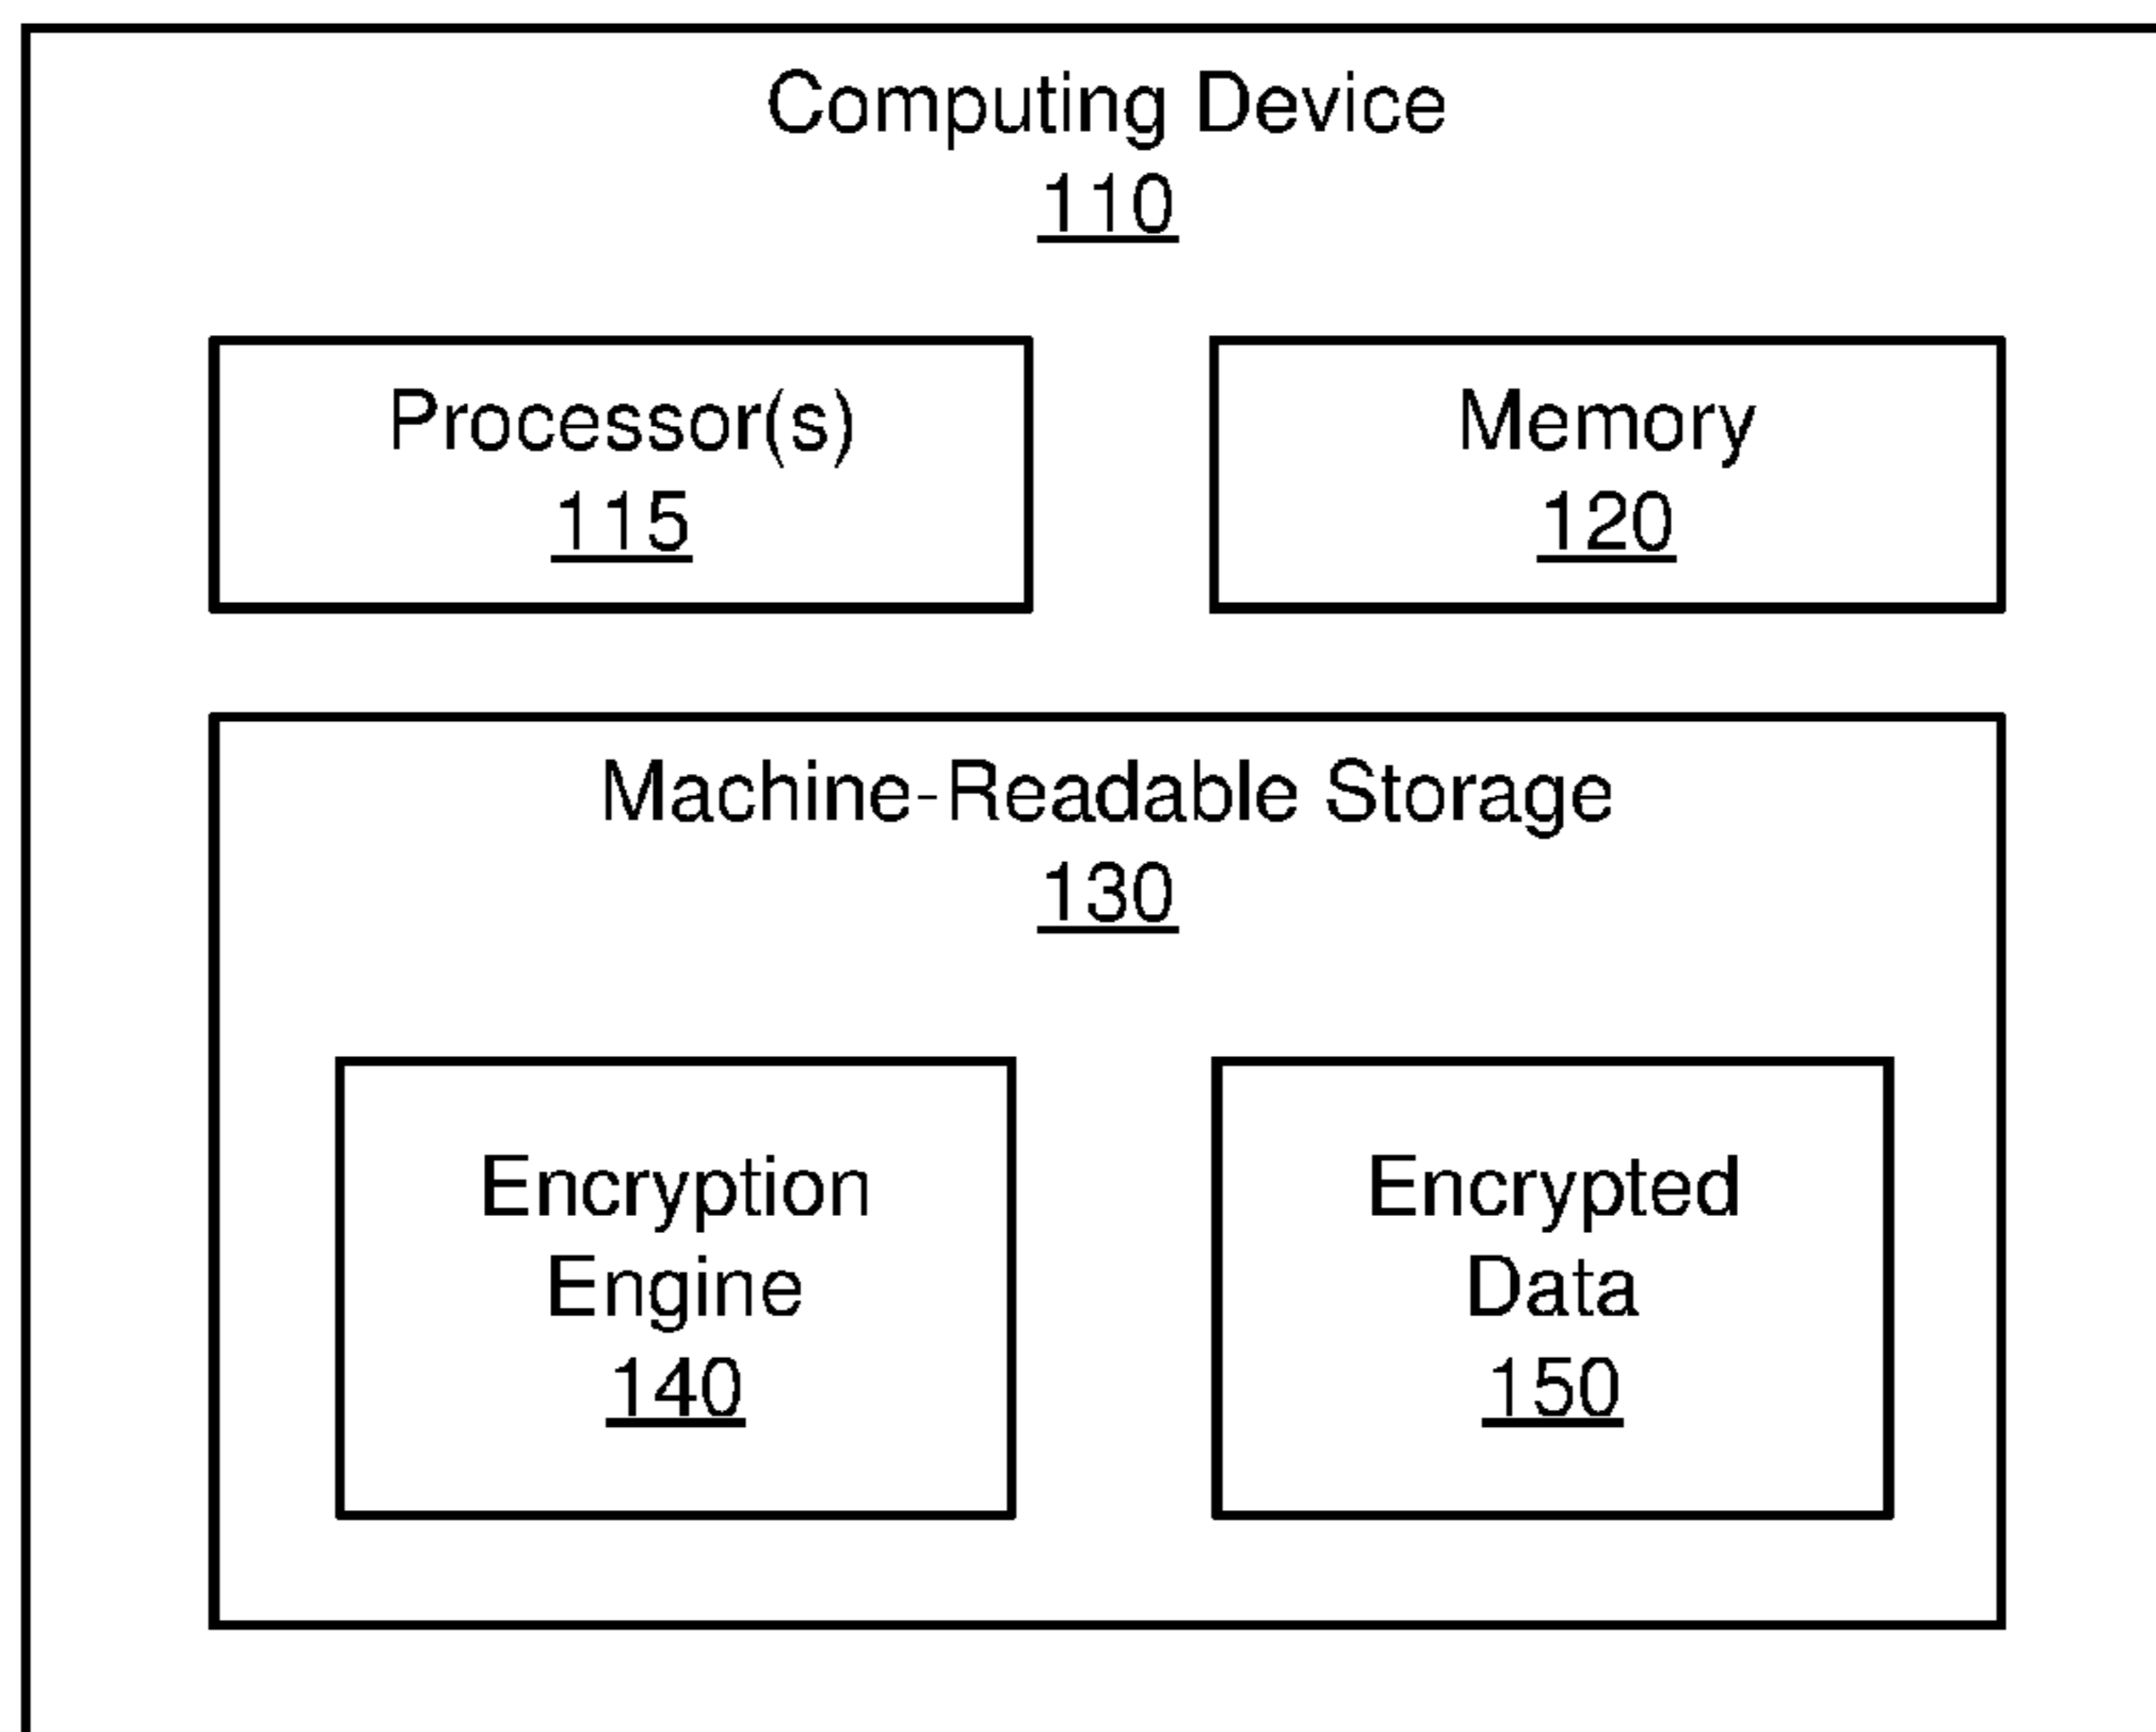 Computing Device
110
Processor(s)
115
Memory
120
Machine-Readable Storage
130
Encryption
Engine
140
Encrypted
Data
150